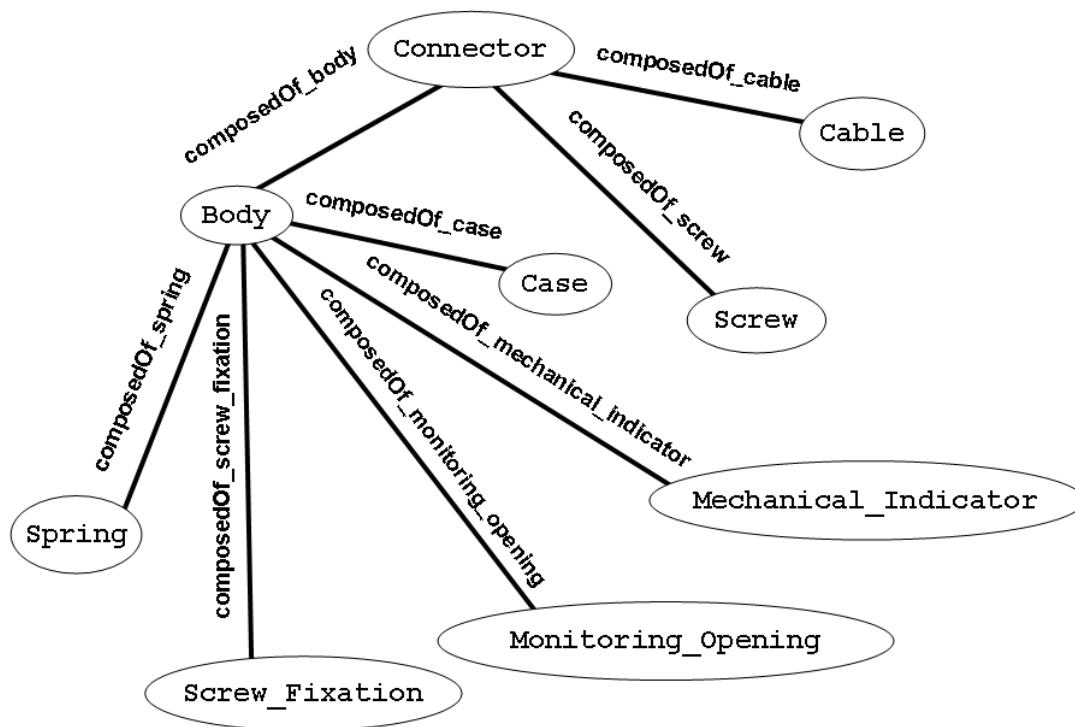 Connector
composedOf_body
composedOf_cable
Cable
composedOf_screw
Body
composedOf_case
Case
Screw
composedOf_spring
composedOf_screw_fixation
composedOf_monitoring_opening
composedOf_mechanical_indicator
Mechanical_Indicator
Spring
Monitoring_Opening
Screw_Fixation